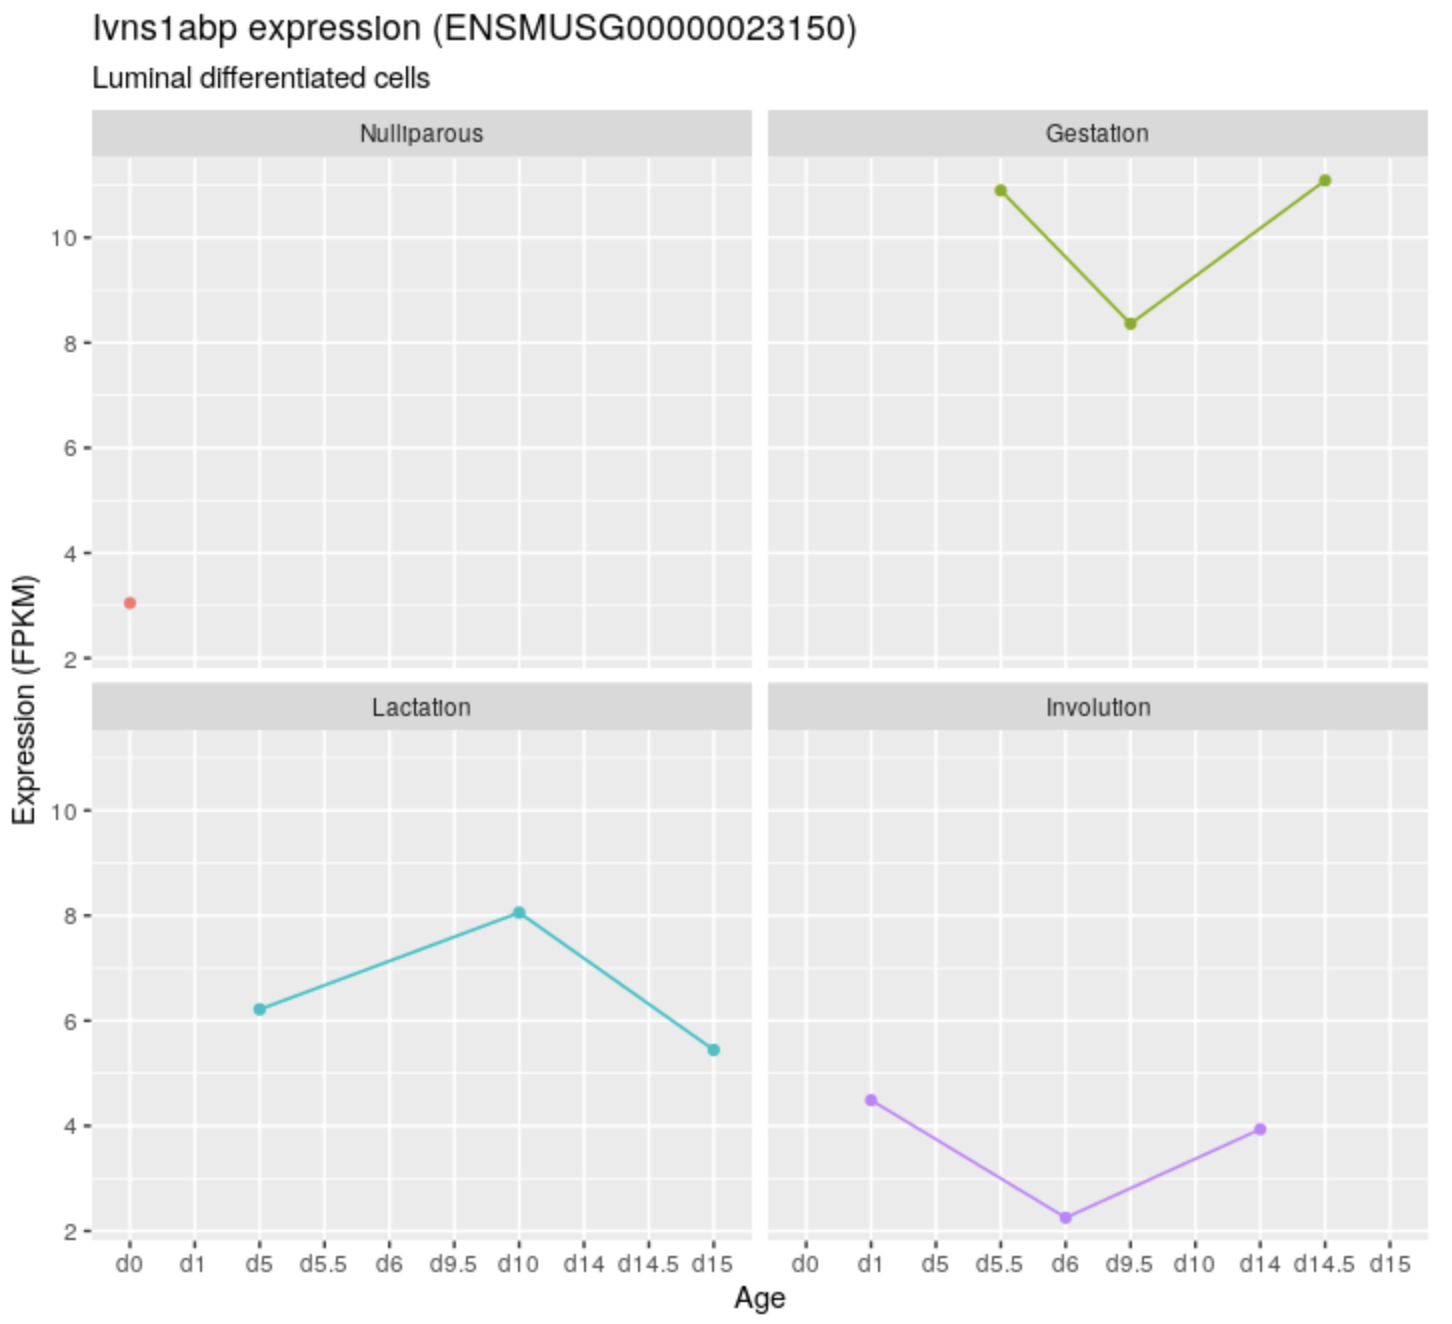 Ivns1abp expression (ENSMUSG00000023150)
Luminal differentiated cells
Nulliparous
Gestation
10
8
6
4
2
Expression (FPKM)
Lactation
Involution
10
8
6
4
2
d0 d1 d5 d5.5 d6 d9.5 d10 d14 d14.5 d15
d0 d1 d5 d5.5 d6 d9.5 d10 d14 d14.5 d15
Age